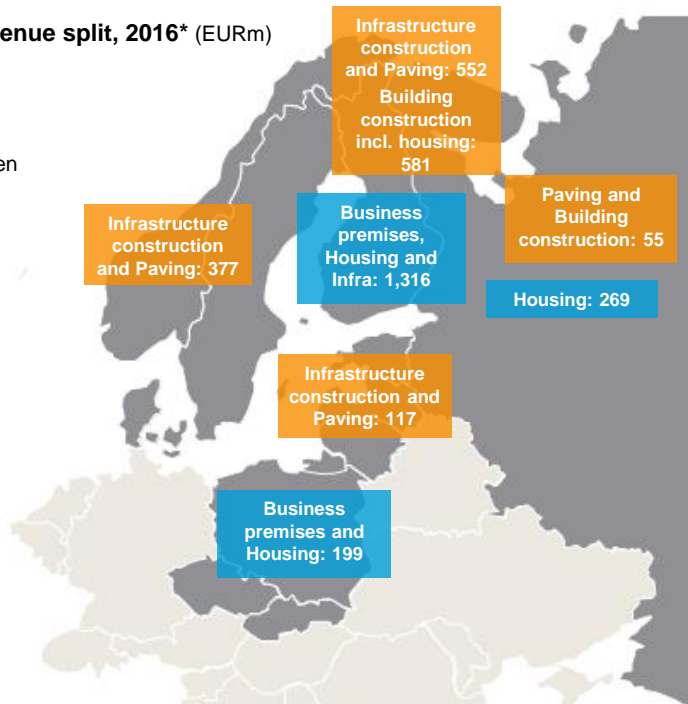 enue split, 2016* (EURm)
en
Infrastructure
construction
and Paving: 552
Building
construction
incl. housing:
581
Paving and
Building
construction: 55
Infrastructure
construction
and Paving: 377
Business
premises,
Housing and
Infra: 1,316
Housing: 269
Infrastructure
construction and
Paving: 117
Business
premises and
Housing: 199